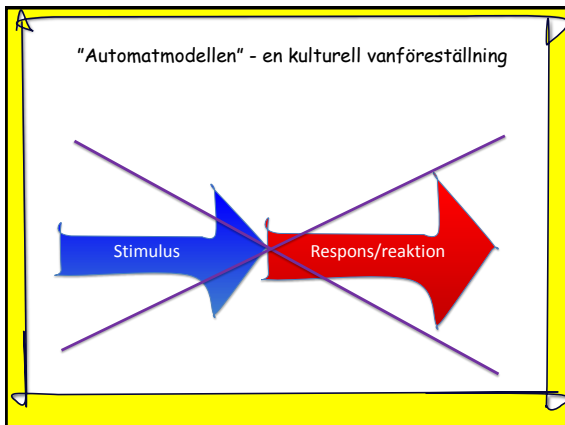 ”Automatmodellen” - en kulturell vanföreställning
Stimulus
Respons/reaktion